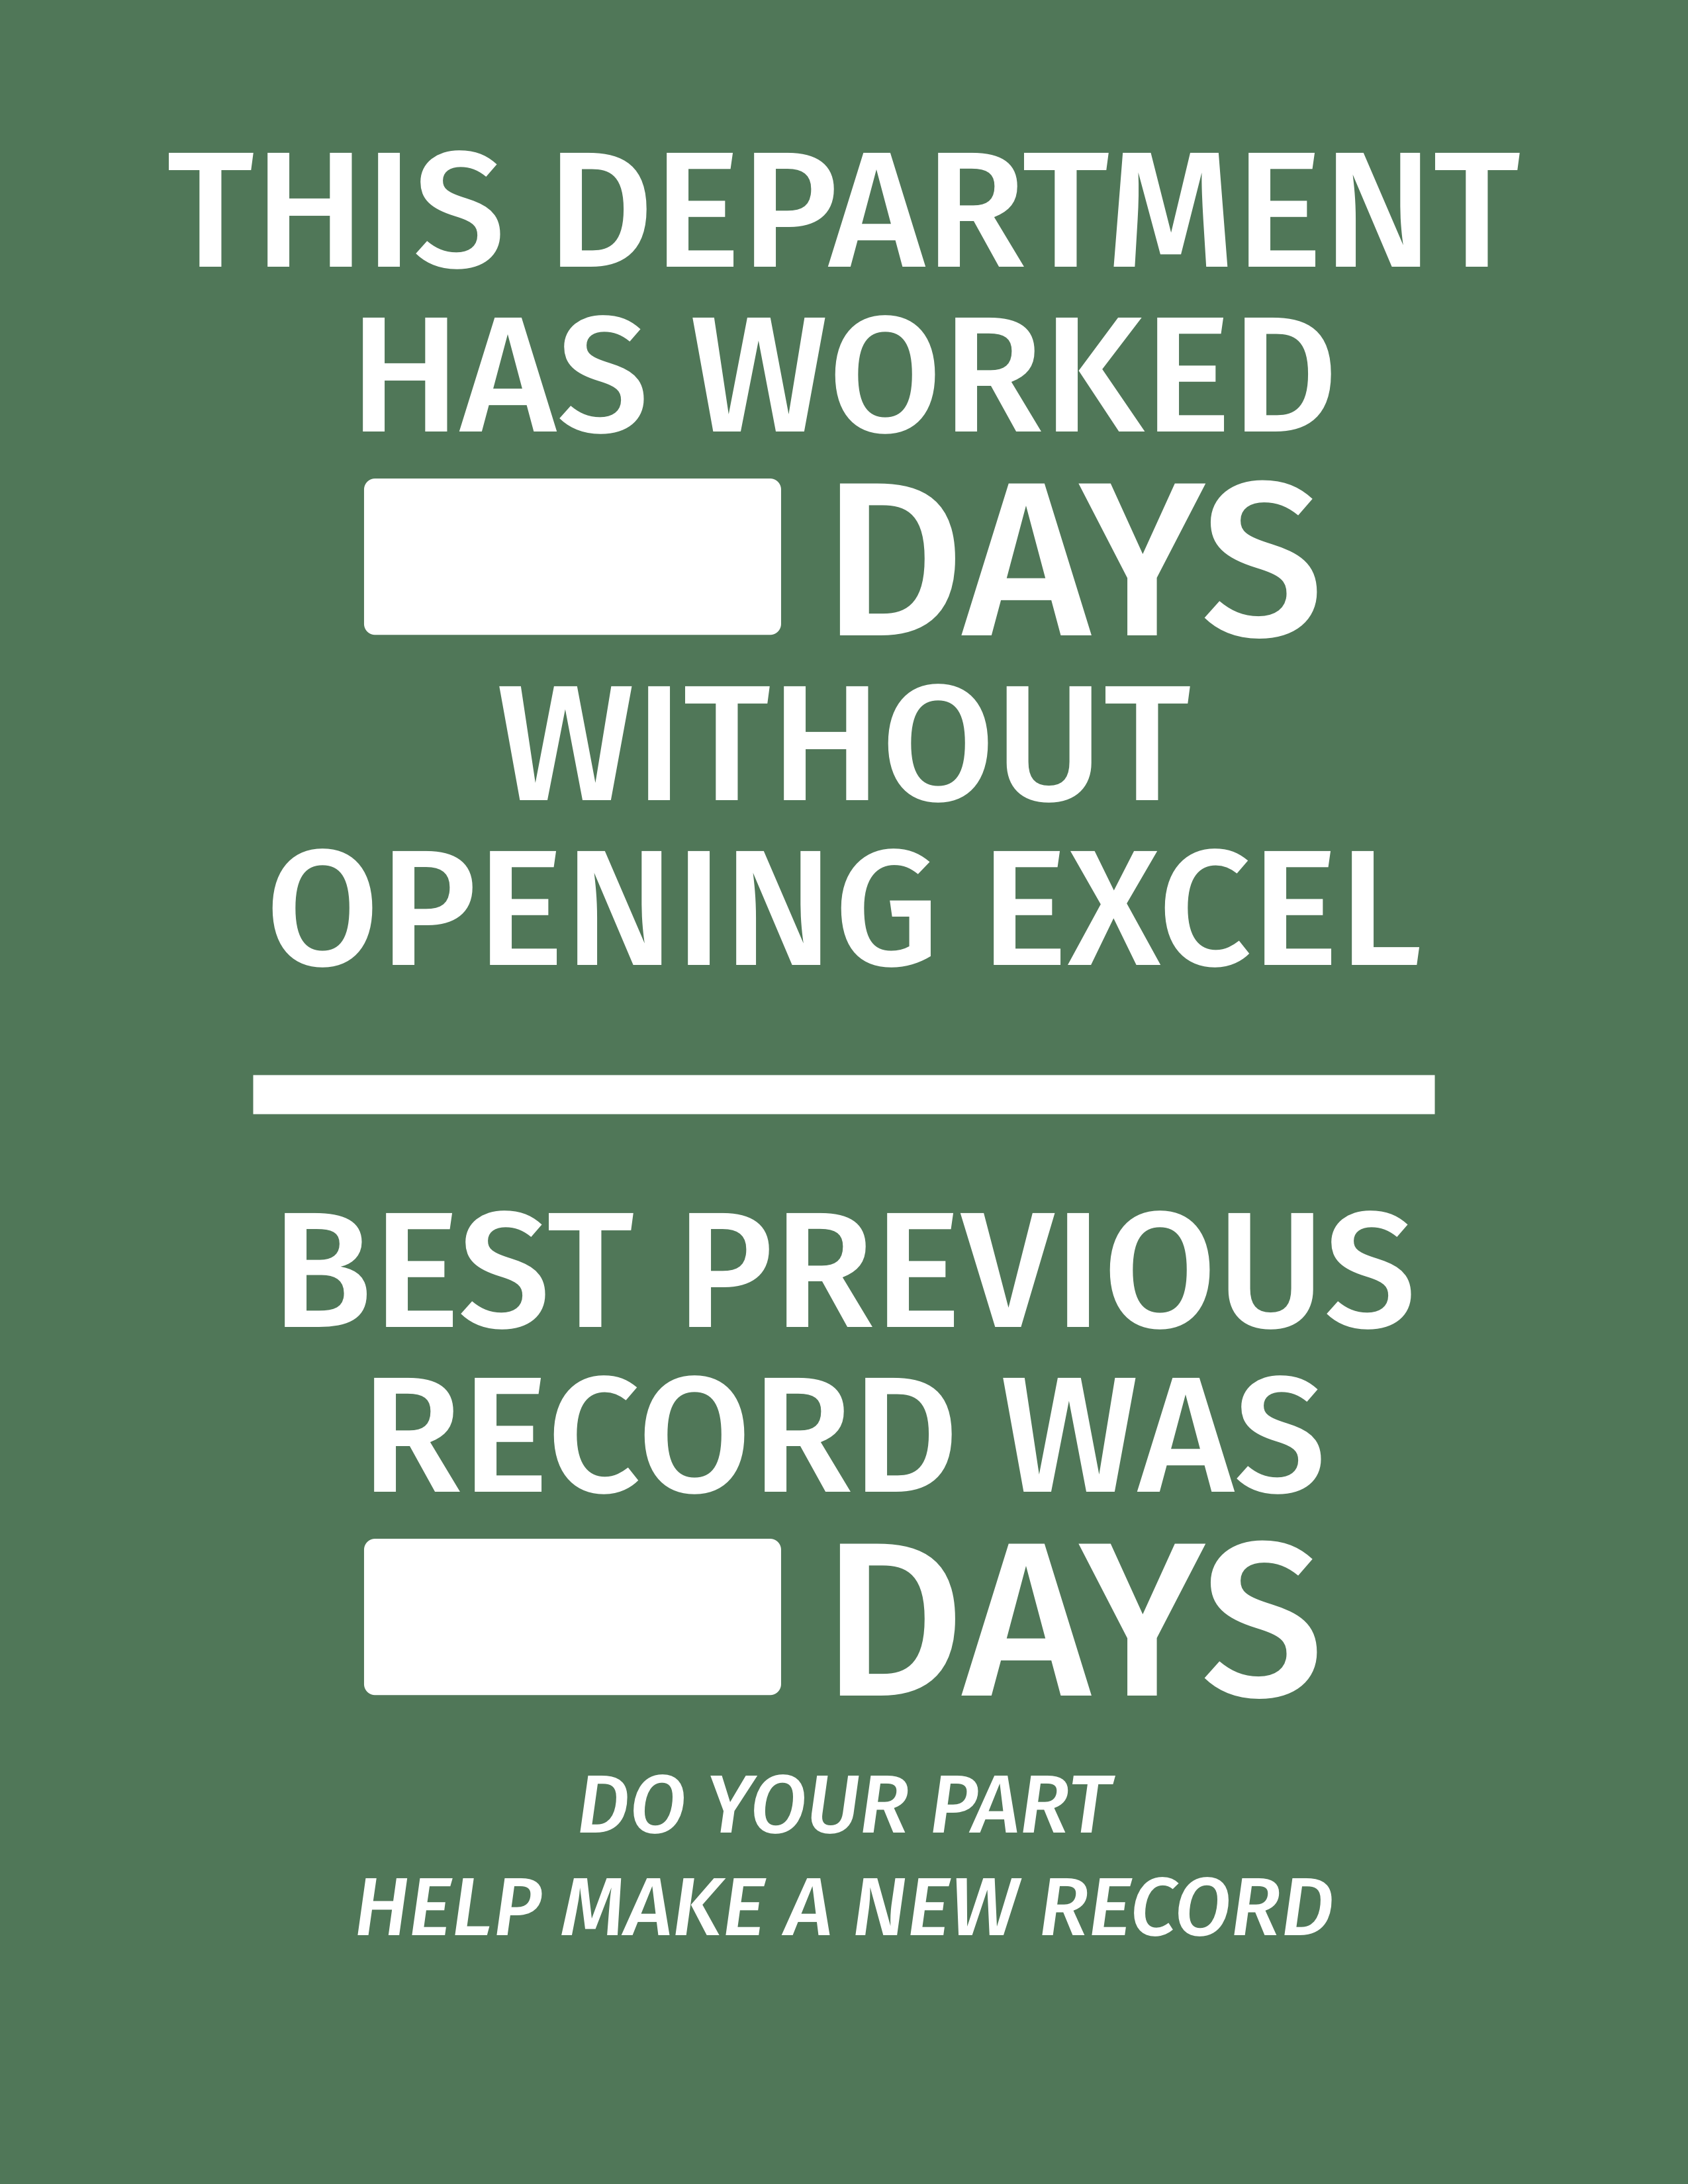 THIS DEPARTMENT
HAS WORKED
DAYS
WITHOUT
OPENING EXCEL
BEST PREVIOUS
RECORD WAS
DAYS
DO YOUR PART
HELP MAKE A NEW RECORD